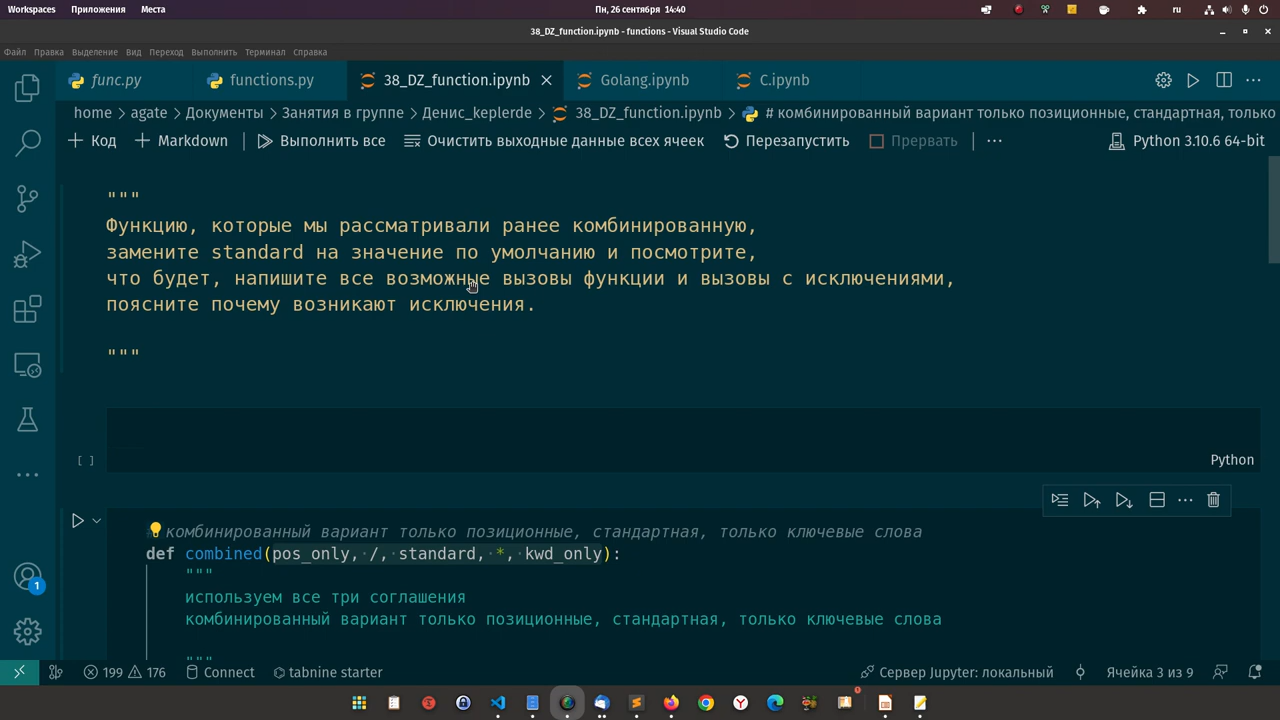 Workspaces Приложения Места Пн, 26 сентября 14:40 ru
38_DZ_function.ipynb - functions - Visual Studio Code
Файл Правка Выделение Вид Переход Выполнить Терминал Справка
func.py functions.py 38_DZ_function.ipynb Golang.ipynb C.ipynb
home > agate > Документы > Занятия в группе > Денис_keplerde > 38_DZ_function.ipynb > # комбинированный вариант только позиционные, стандартная, только
+ Код + Markdown Выполнить все Очистить выходные данные всех ячеек Перезапустить Прервать ... Python 3.10.6 64-bit
"""
Функцию, которые мы рассматривали ранее комбинированную,
замените standard на значение по умолчанию и посмотрите,
что будет, напишите все возможные вызовы функции и вызовы с исключениями,
поясните почему возникают исключения.
"""
[ ]
Python
комбинированный вариант только позиционные, стандартная, только ключевые слова
def combined(pos_only, /, standard, *, kwd_only):
"""
используем все три соглашения
комбинированный вариант только позиционные, стандартная, только ключевые слова
"""
1
199 176 Connect tabnine starter Сервер Jupyter: локальный Ячейка 3 из 9